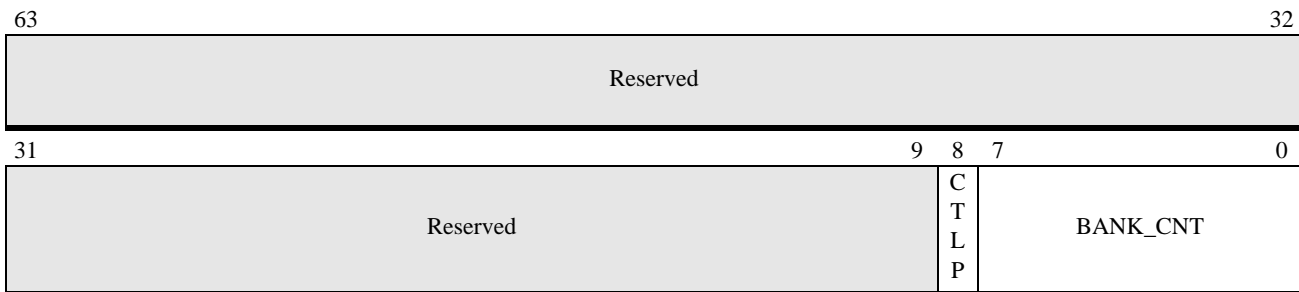 63 32
Reserved
31 9 8 7 0
Reserved
C
T
L
P
BANK_CNT